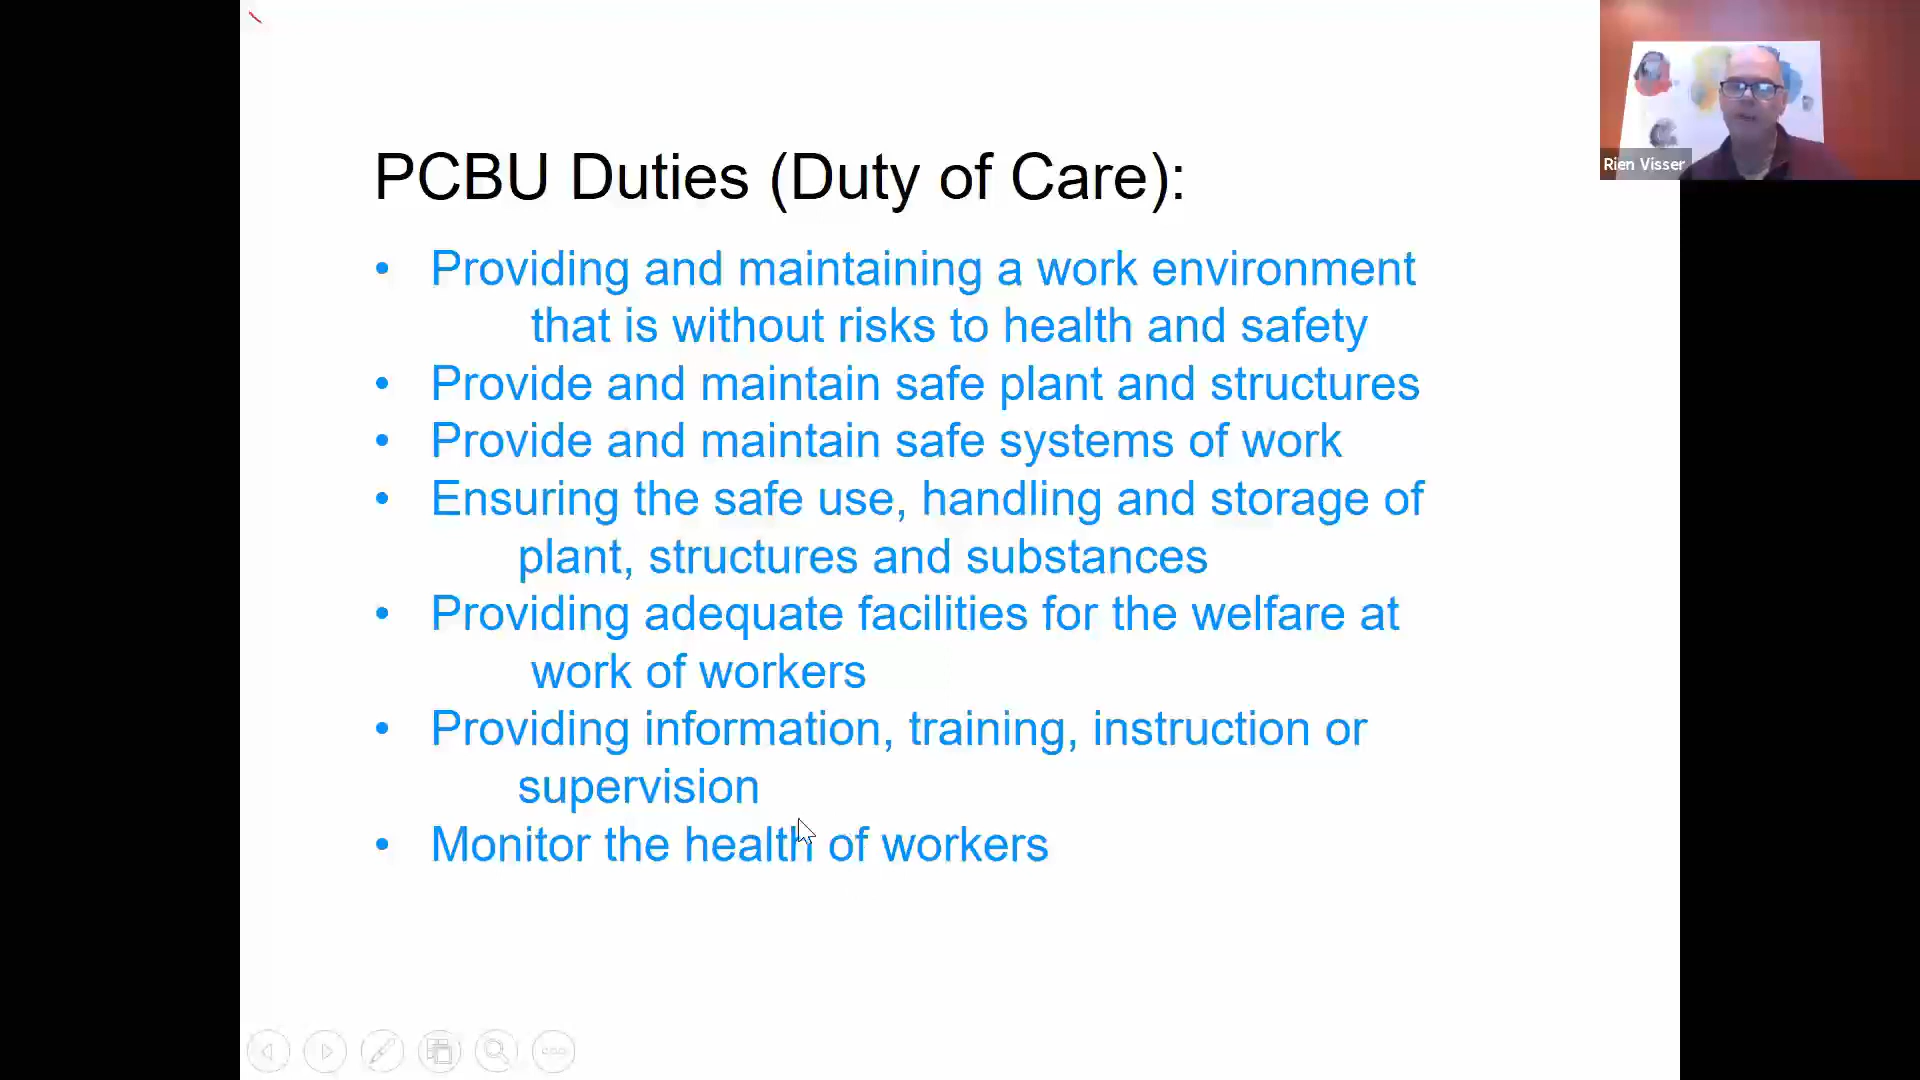 PCBU Duties (Duty of Care):
• Providing and maintaining a work environment
that is without risks to health and safety
• Provide and maintain safe plant and structures
• Provide and maintain safe systems of work
• Ensuring the safe use, handling and storage of
plant, structures and substances
• Providing adequate facilities for the welfare at
work of workers
• Providing information, training, instruction or
supervision
• Monitor the health of workers
Rien Visser